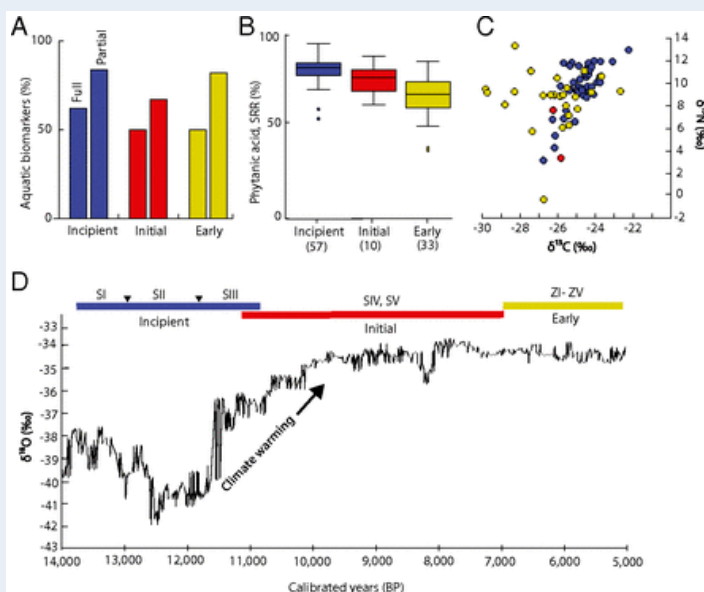 A
Aquatic biomarkers (%)
100
50
0
Full
Partial
Incipient
Initial
Early
B
Phytanic acid, SRR (%)
100
50
0
Incipient
(57)
Initial
(10)
Early
(33)
C
14
12
10
8
6
4
2
0
-2
δ¹⁵N (‰)
-30
-28
-26
-24
-22
δ¹³C (‰)
D
SI
SII
SIII
Incipient
SIV, SV
Initial
ZI- ZV
Early
-33
-34
-36
-37
-38
-39
-40
-41
-43
δ¹⁸O (‰)
Climate warming
14,000
13,000
12,000
11,000
10,000
9,000
8,000
7,000
6,000
5,000
Calibrated years (BP)